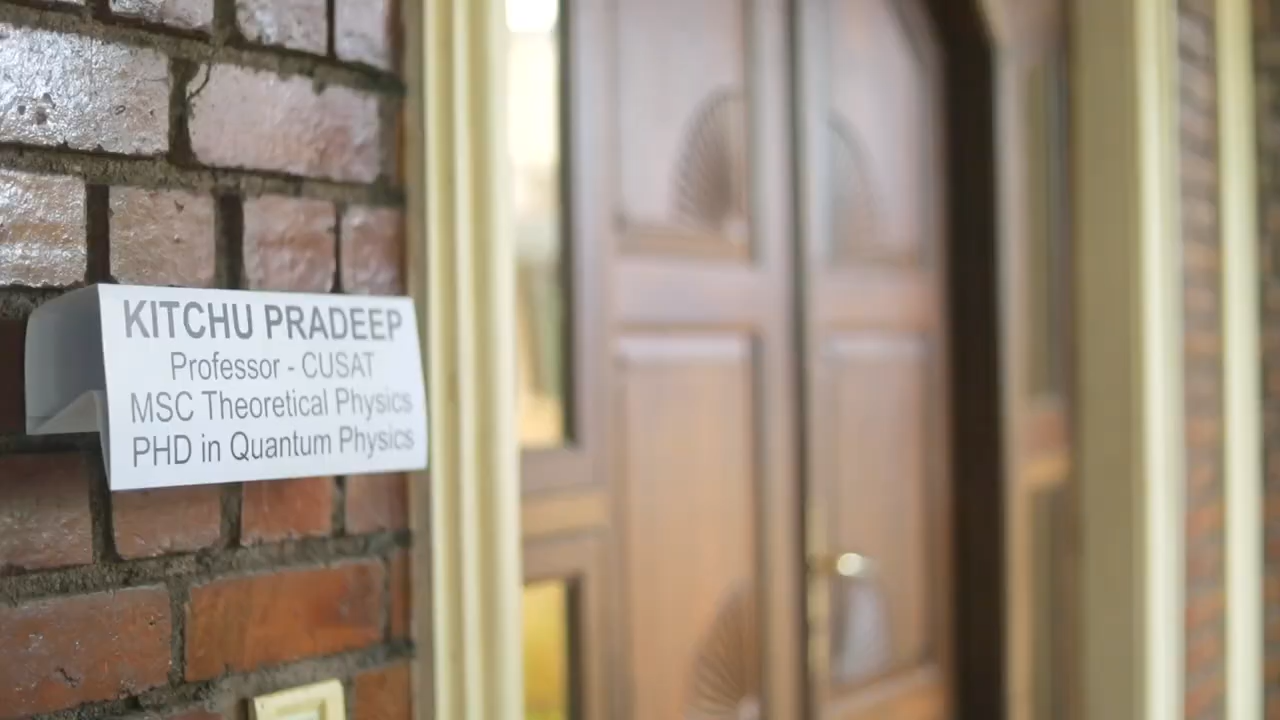 KITCHU PRADEEP
Professor - CUSAT
MSC Theoretical Physics
PHD in Quantum Physics